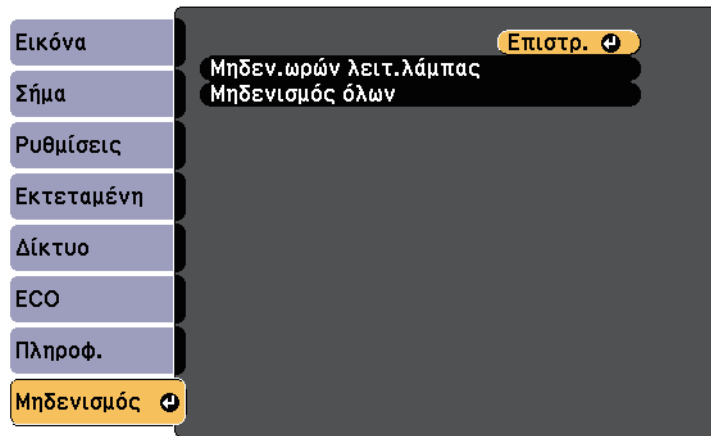 Εικόνα
Σήμα
Ρυθμίσεις
Εκτεταμένη
Δίκτυο
ECO
Πληροφ.
Μηδενισμός
Επιστρ.
Μηδεν.ωρών λειτ.λάμπας
Μηδενισμός όλων